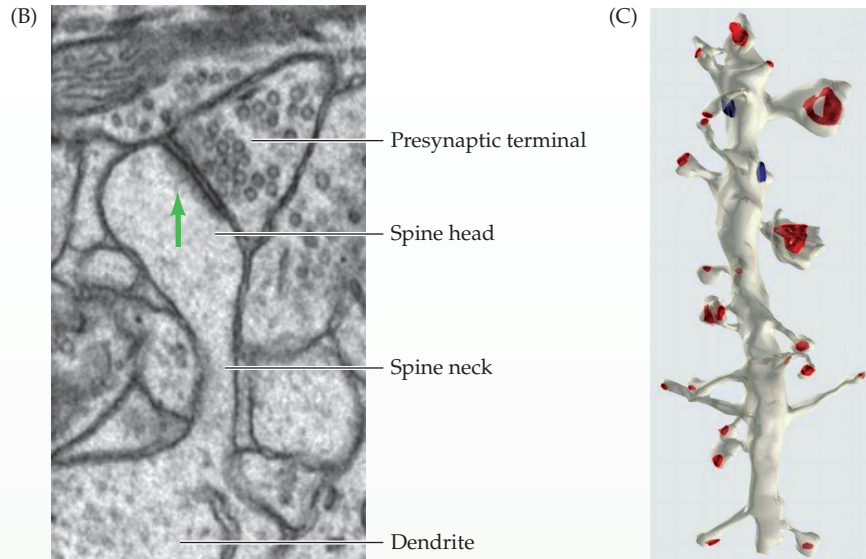 (B)
(C)
Presynaptic terminal
Spine head
Spine neck
Dendrite